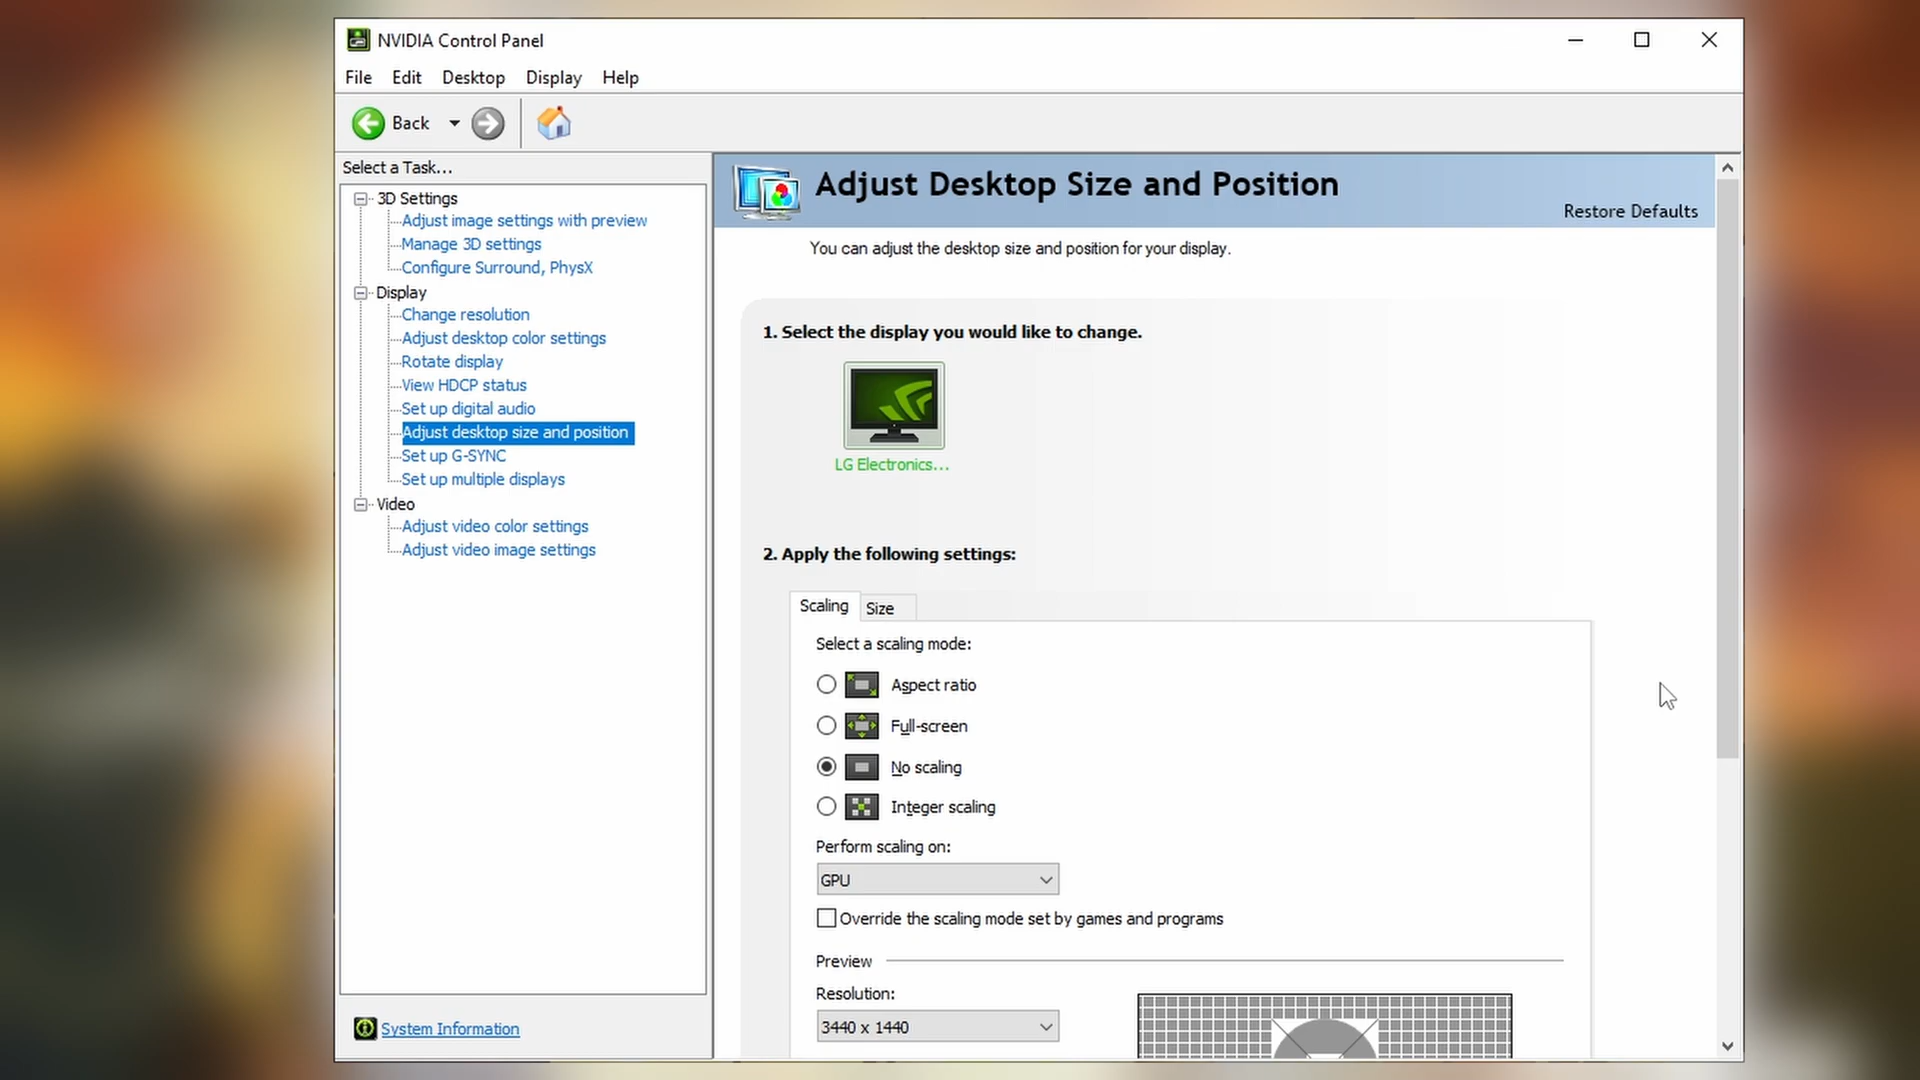 NVIDIA Control Panel
File Edit Desktop Display Help
Back
Select a Task...
3D Settings
Adjust image settings with preview
Manage 3D settings
Configure Surround, PhysX
Display
Change resolution
Adjust desktop color settings
Rotate display
View HDCP status
Set up digital audio
Adjust desktop size and position
Set up G-SYNC
Set up multiple displays
Video
Adjust video color settings
Adjust video image settings
System Information
Adjust Desktop Size and Position
Restore Defaults
You can adjust the desktop size and position for your display.
1. Select the display you would like to change.
LG Electronics...
2. Apply the following settings:
Scaling Size
Select a scaling mode:
Aspect ratio
Full-screen
No scaling
Integer scaling
Perform scaling on:
GPU
Override the scaling mode set by games and programs
Preview
Resolution:
3440 x 1440